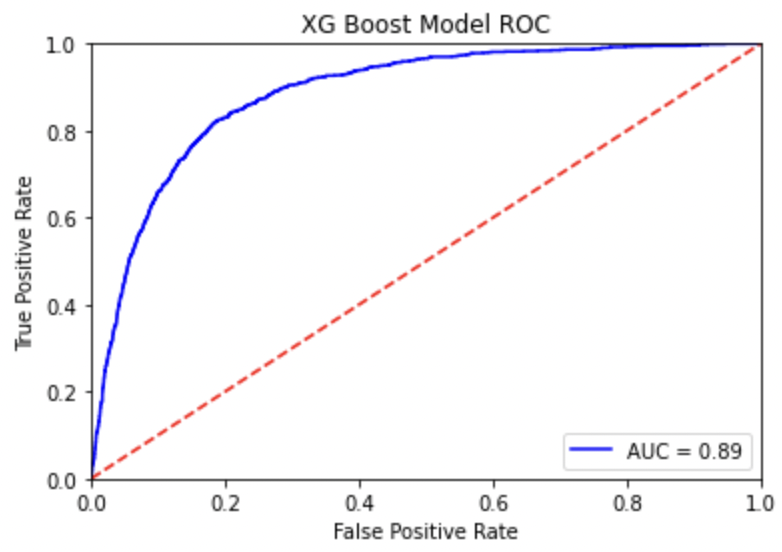 XG Boost Model ROC
1.0
0.8
0.6
0.4
0.2
0.0
True Positive Rate
AUC = 0.89
0.0 0.2 0.4 0.6 0.8 1.0
False Positive Rate